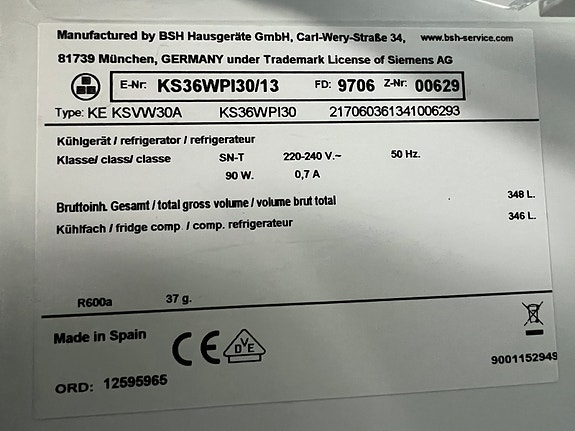 Manufactured by BSH Hausgeräte GmbH, Carl-Wery-Straße 34, www.bsh-service.com
81739 München, GERMANY under Trademark License of Siemens AG
E-Nr: KS36WPI30/13 FD: 9706 Z-Nr: 00629
Type: KE KSVW30A KS36WPI30 217060361341006293
Kühlgerät / refrigerator / refrigerateur
Klasse/ class/ classe SN-T 220-240 V.~ 50 Hz.
90 W. 0,7 A
Bruttoinh. Gesamt / total gross volume / volume brut total 348 L.
Kühlfach / fridge comp. / comp. refrigerateur 346 L.
R600a 37 g.
Made in Spain
CE DVE
9001152949
ORD: 12595965